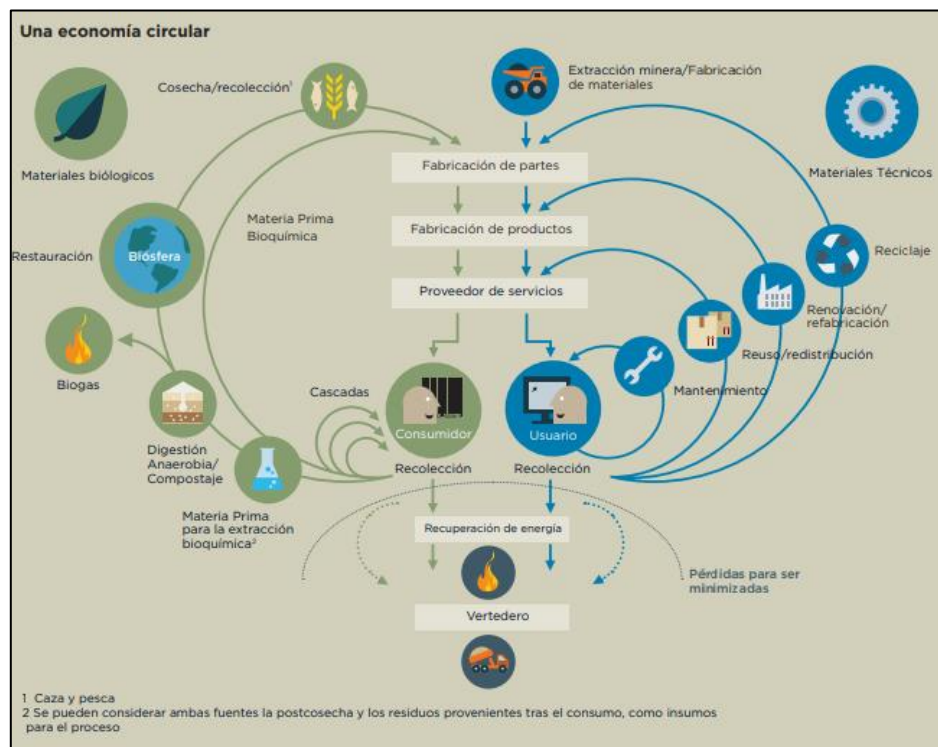 Una economía circular
Cosecha/recolección¹
Extracción minera/Fabricación
de materiales
Materiales biólogicos
Materiales Técnicos
Fabricación de partes
Materia Prima
Bioquímica
Fabricación de productos
Restauración
Biósfera
Reciclaje
Proveedor de servicios
Renovación/
refabricación
Reuso/redistribución
Biogas
Mantenimiento
Cascadas
Consumidor
Usuario
Digestión
Anaerobia/
Compostaje
Recolección
Recolección
Materia Prima
para la extracción
bioquímica²
Recuperación de energía
Pérdidas para ser
minimizadas
Vertedero
1 Caza y pesca
2 Se pueden considerar ambas fuentes la postcosecha y los residuos provenientes tras el consumo, como insumos
para el proceso